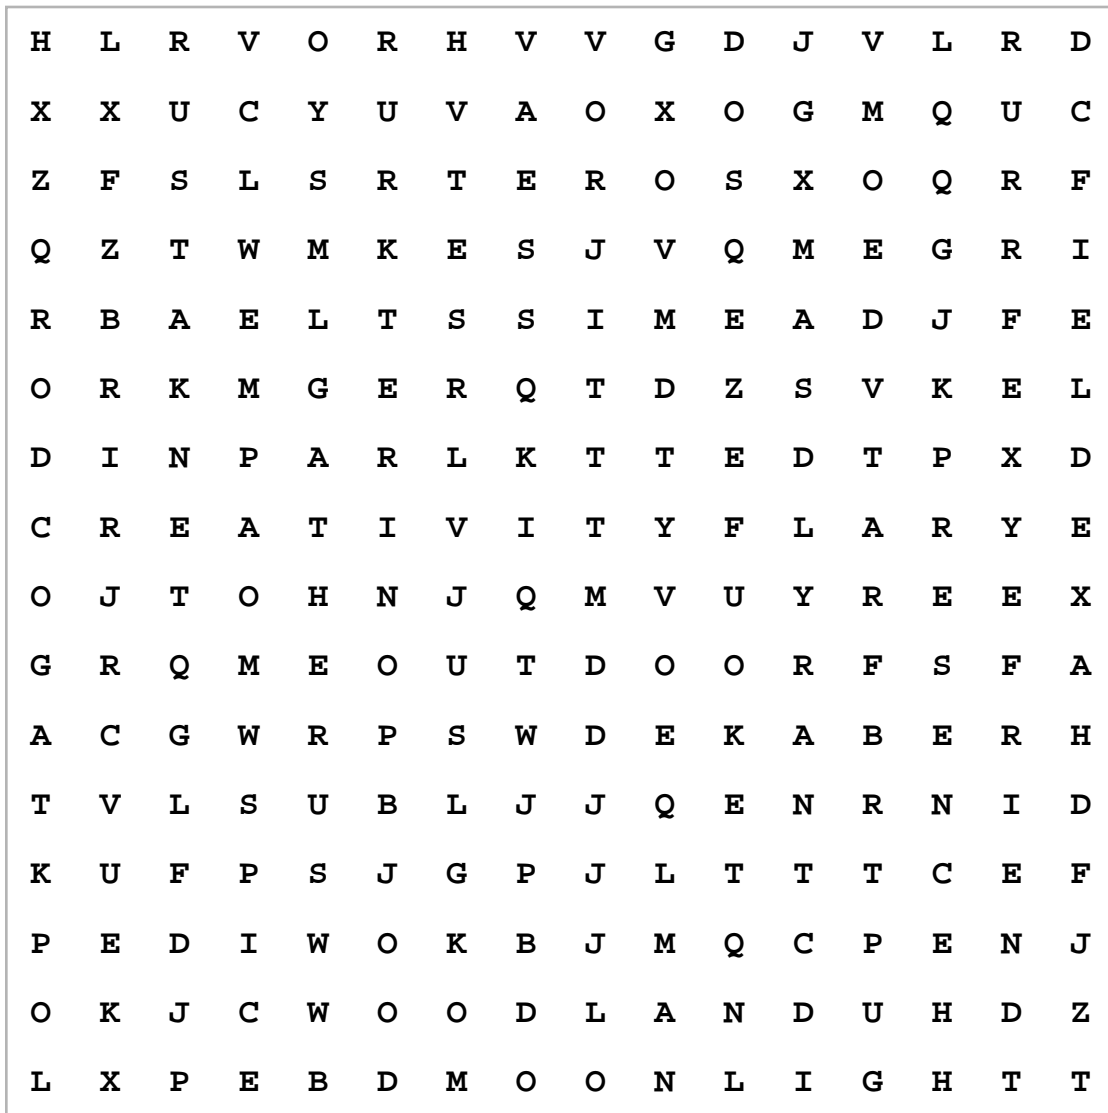 H L R V O R H V V G D J V L R D
X X U C Y U V A O X O G M Q U C
Z F S L S R T E R O S X O Q R F
Q Z T W M K E S J V Q M E G R I
R B A E L T S S I M E A D J F E
O R K M G E R Q T D Z S V K E L
D I N P A R L K T T E D T P X D
C R E A T I V I T Y F L A R Y E
O J T O H N J Q M V U Y R E E X
G R Q M E O U T D O O R F S F A
A C G W R P S W D E K A B E R H
T V L S U B L J J Q E N R N I D
K U F P S J G P J L T T T C E F
P E D I W O K B J M Q C P E N J
O K J C W O O D L A N D U H D Z
L X P E B D M O O N L I G H T T